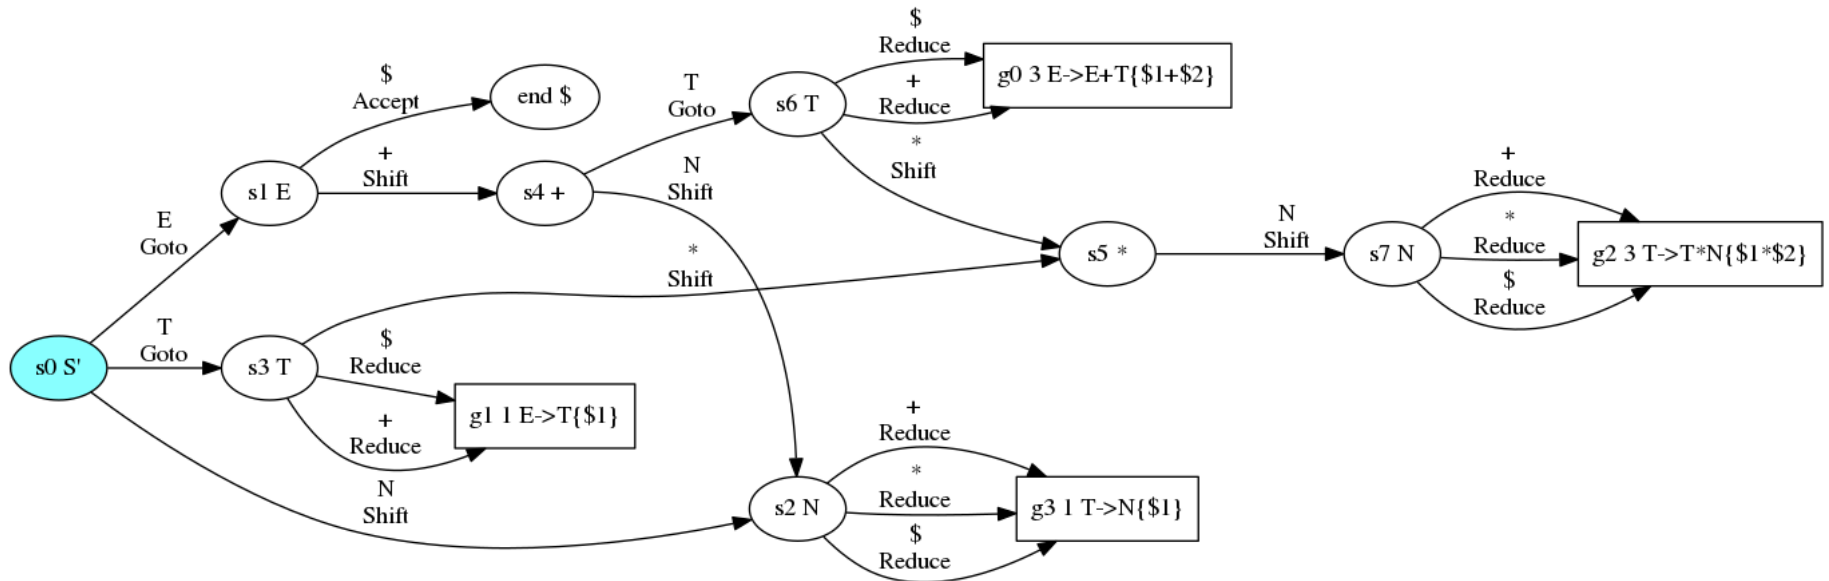 $
Reduce
g0 3 E->E+T{$1+$2}
+
Reduce
$
Accept
end $
T
Goto
s6 T
*
Shift
+
Shift
s1 E
s4 +
N
Shift
E
Goto
*
Shift
s5 *
N
Shift
s7 N
+
Reduce
*
Reduce
$
Reduce
g2 3 T->T*N{$1*$2}
s0 S'
T
Goto
s3 T
$
Reduce
g1 1 E->T{$1}
+
Reduce
N
Shift
s2 N
+
Reduce
*
Reduce
$
Reduce
g3 1 T->N{$1}